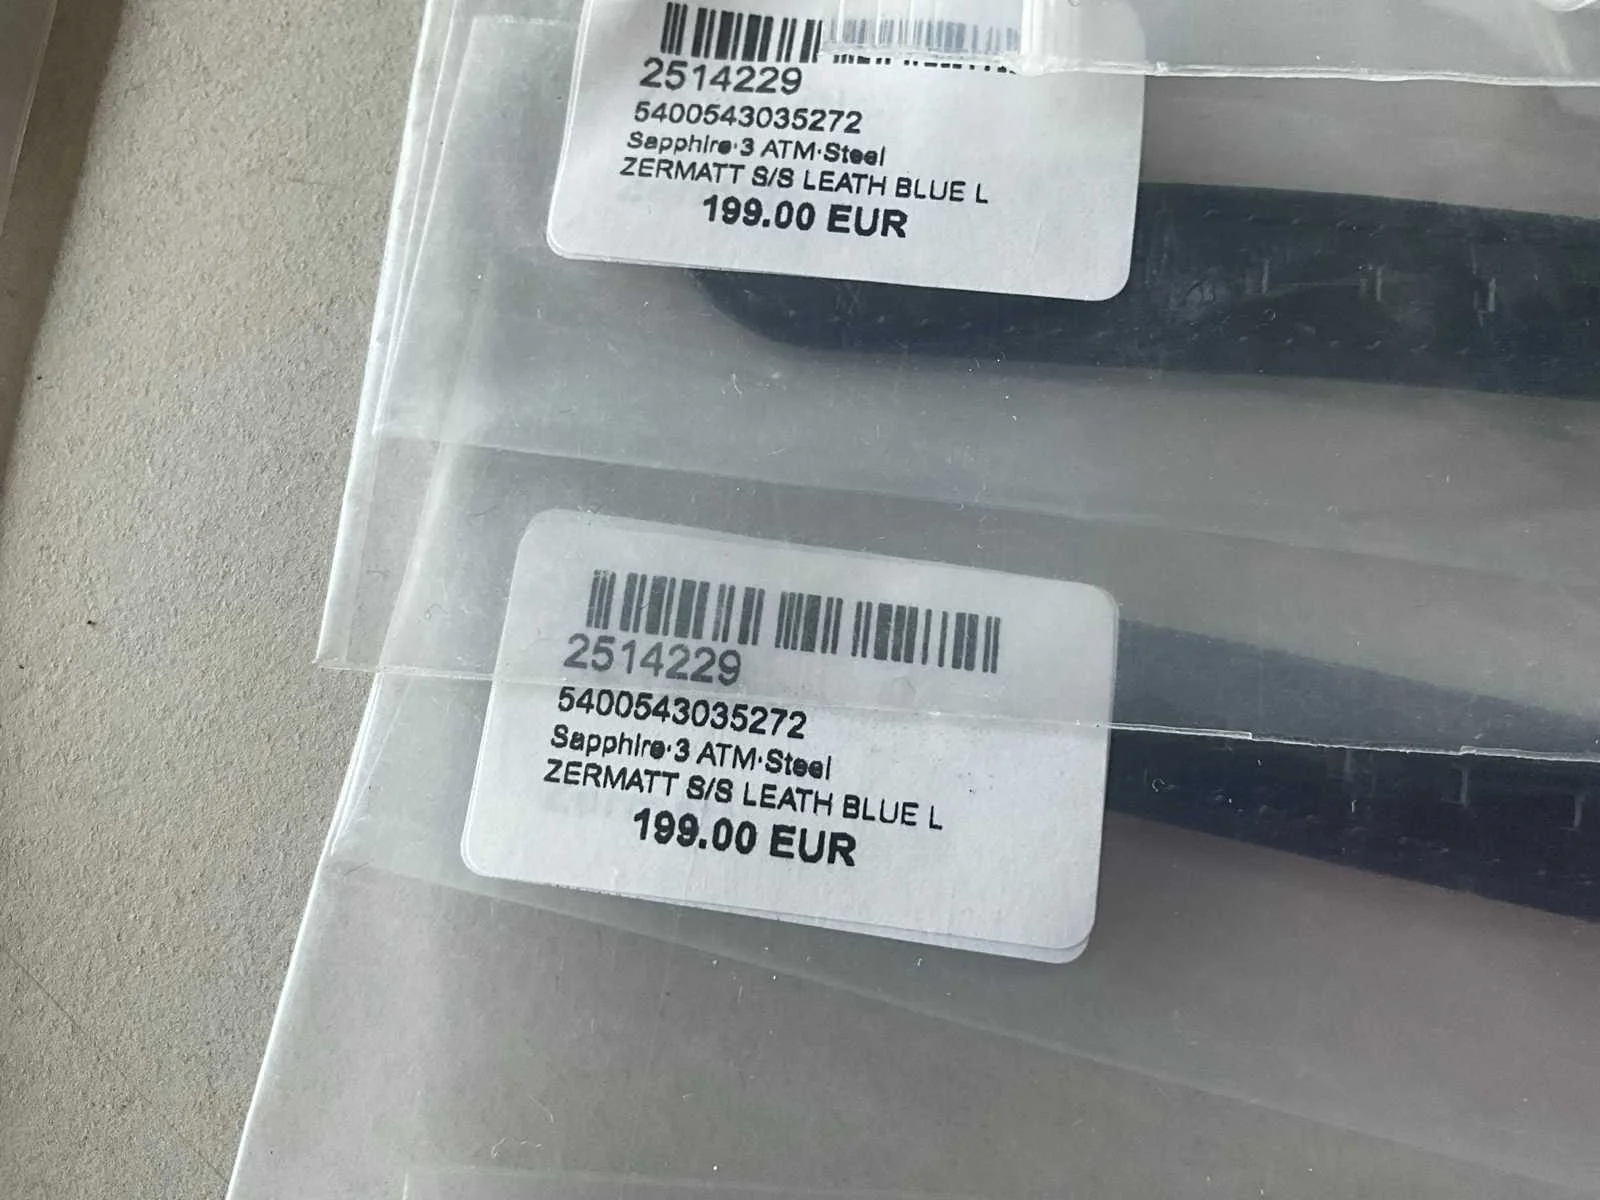 2514229
5400543035272
Sapphire·3 ATM·Steel
ZERMATT S/S LEATH BLUE L
199.00 EUR
2514229
5400543035272
Sapphire·3 ATM·Steel
ZERMATT S/S LEATH BLUE L
199.00 EUR